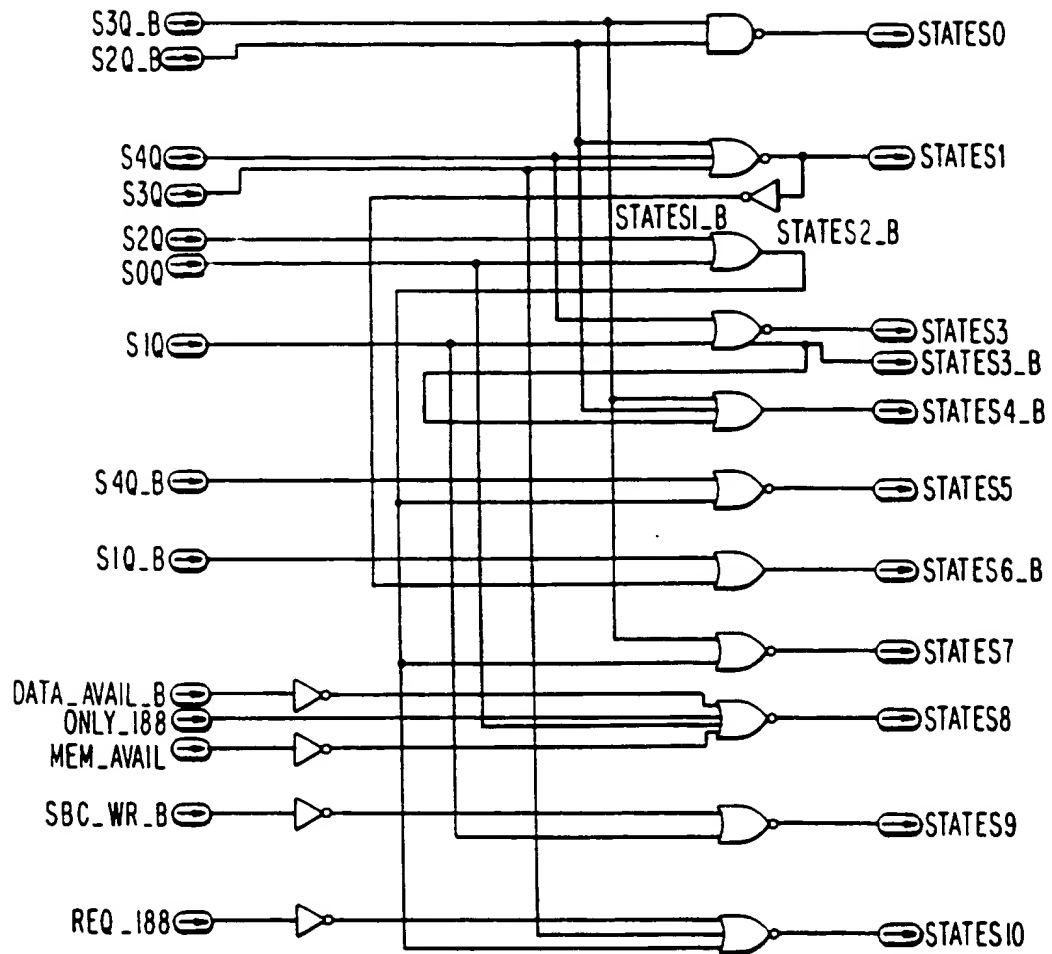 S3Q_B
STATES0
S2Q_B
S4Q
STATES1
S3Q
STATES1_B
STATES2_B
S2Q
S0Q
STATES3
S1Q
STATES3_B
STATES4_B
S4Q_B
STATES5
S1Q_B
STATES6_B
STATES7
DATA_AVAIL_B
ONLY_188
STATES8
MEM_AVAIL
SBC_WR_B
STATES9
REQ_188
STATES10